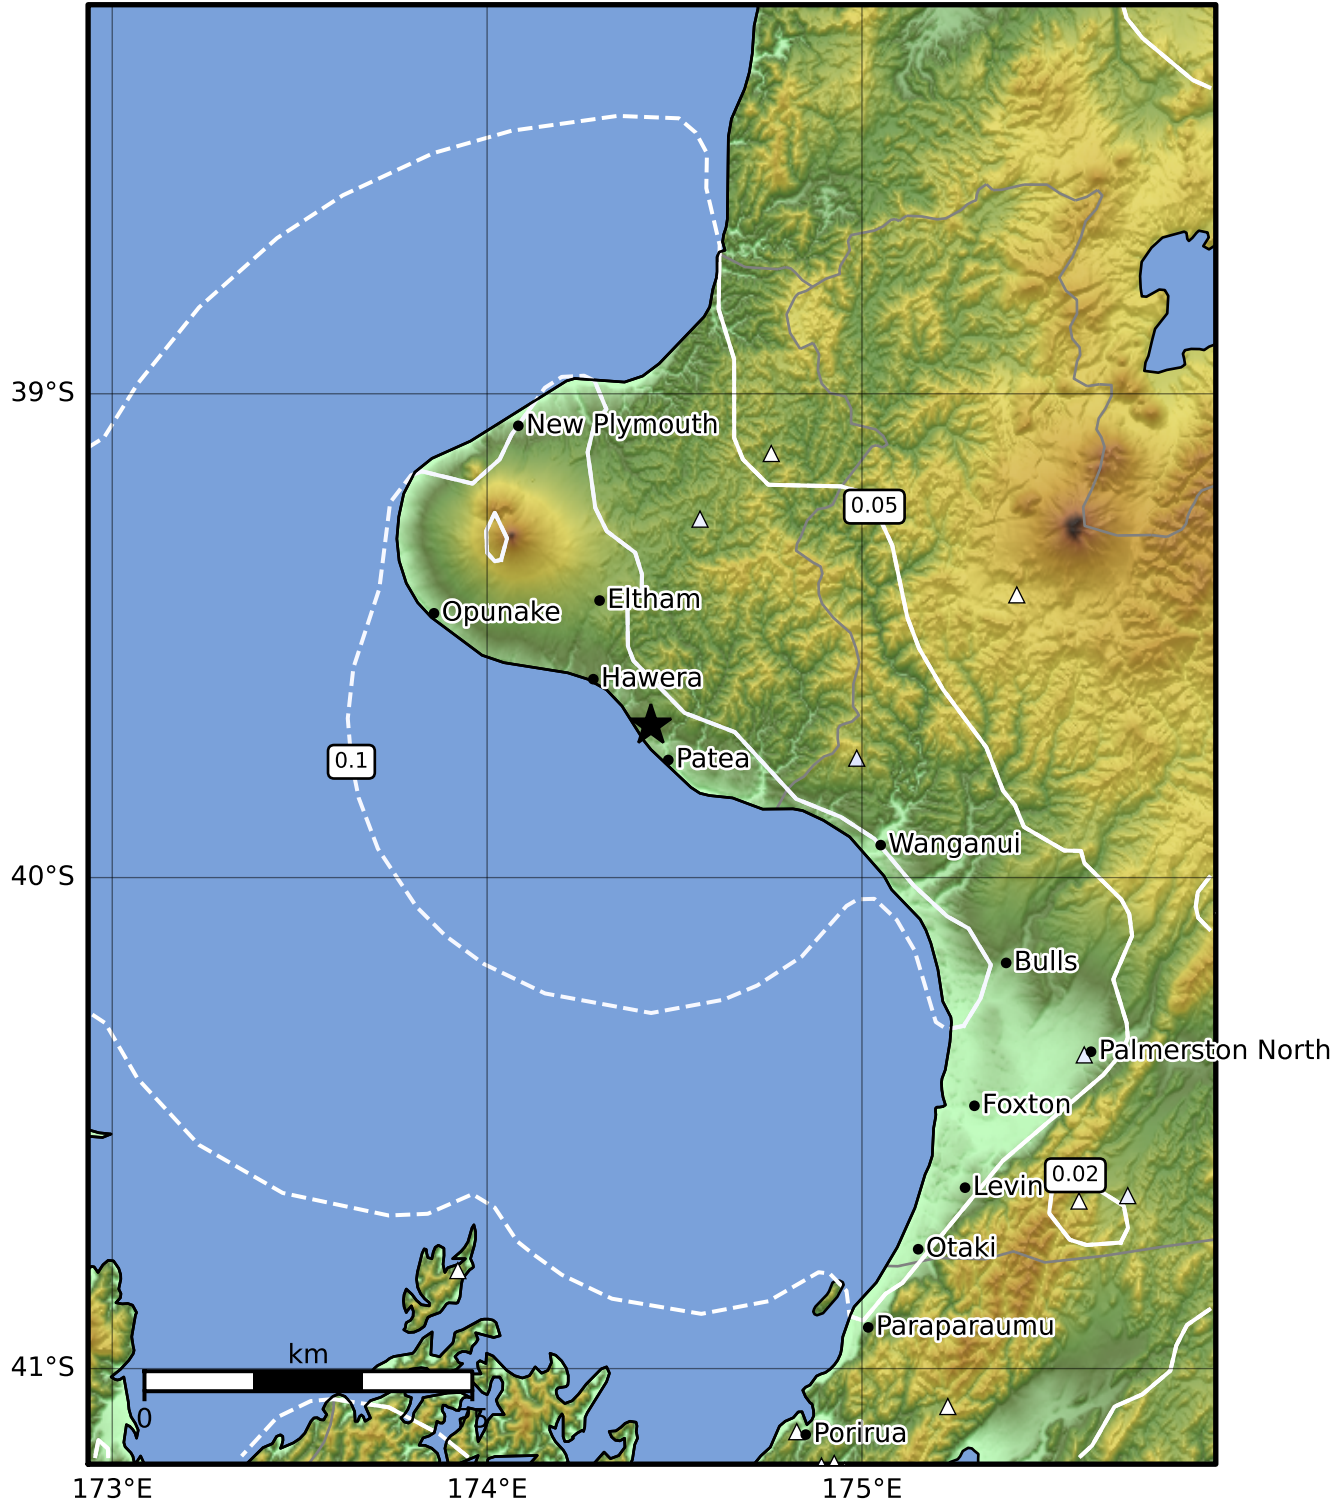 New Plymouth
39°S
0.05
Eltham
Opunake
Hawera
0.1
Patea
Wanganui
40°S
Bulls
Palmerston North
Foxton
0.02
Levin
Otaki
Paraparaumu
km
41°S
0
Porirua
173°E
174°E
175°E